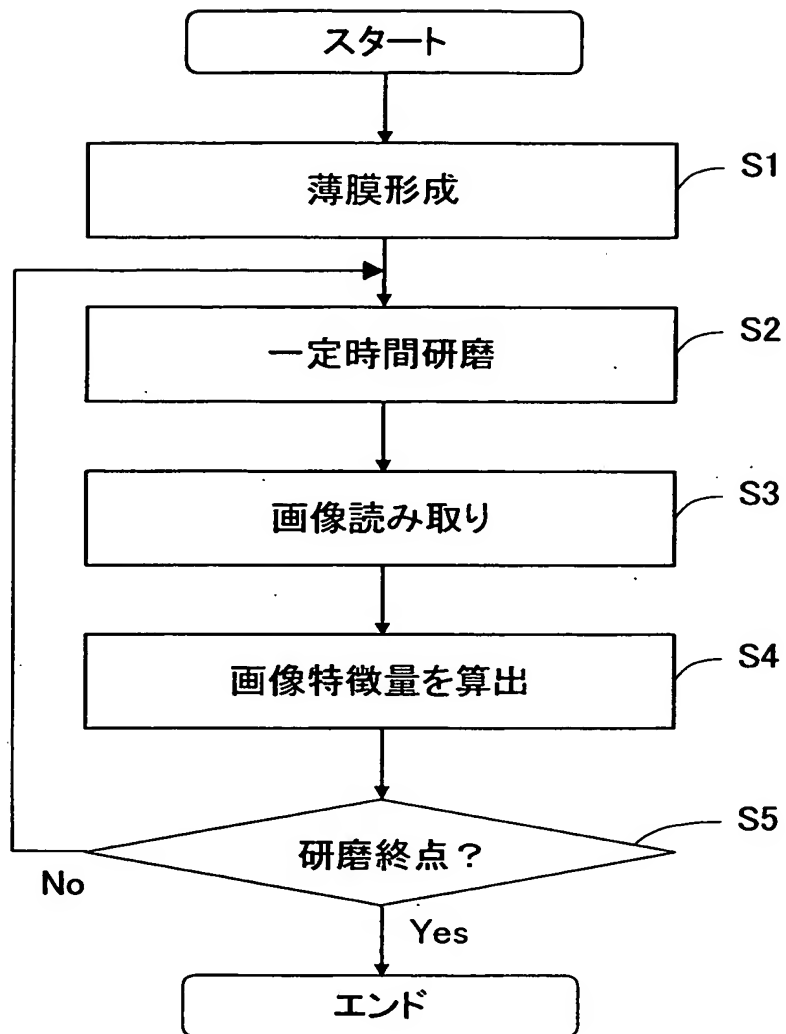 スタート
薄膜形成
S1
一定時間研磨
S2
画像読み取り
S3
画像特徴量を算出
S4
研磨終点？
S5
No
Yes
エンド